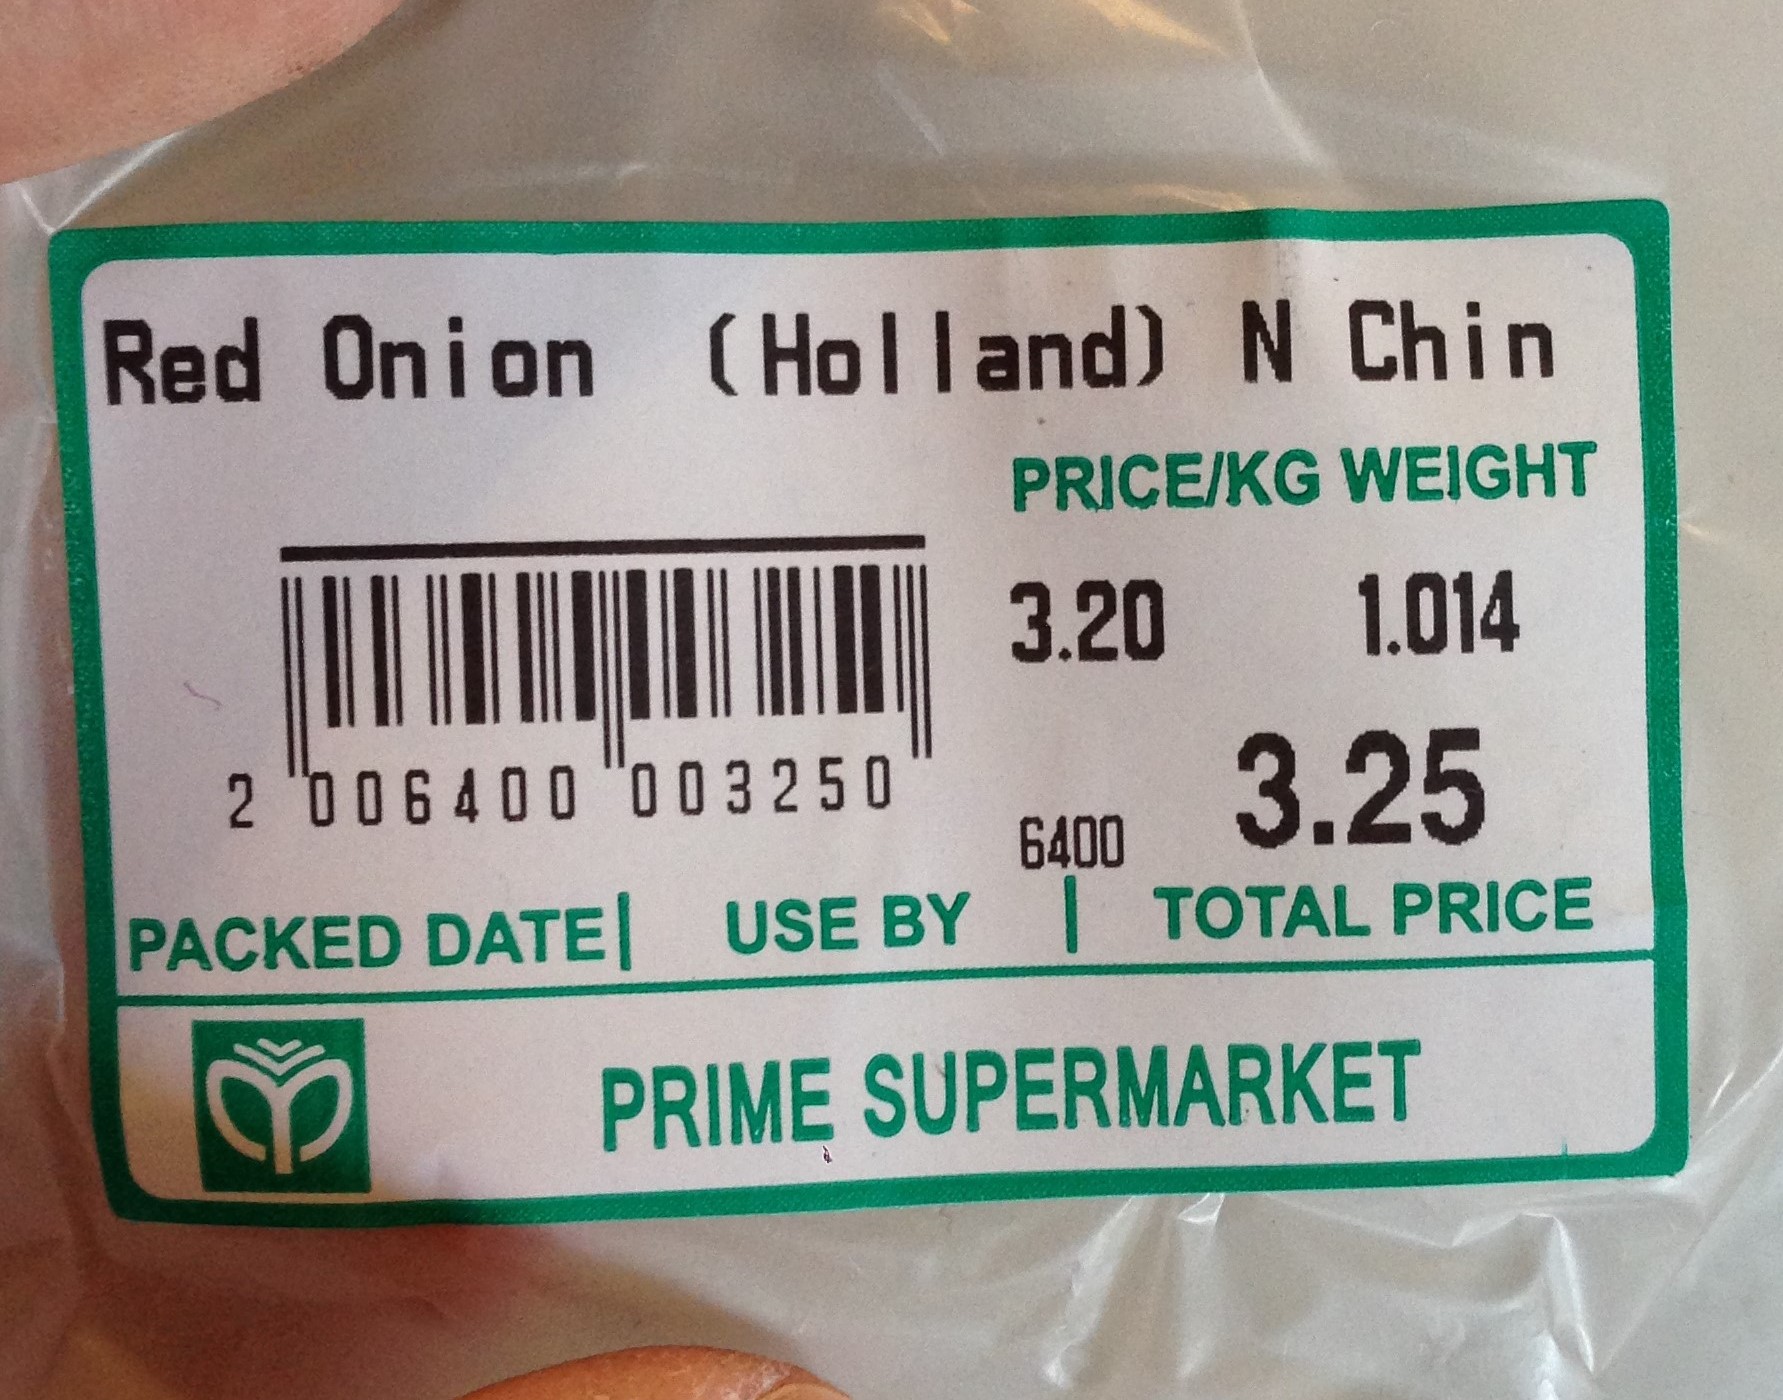 Red Onion (Holland) N Chin
PRICE/KG WEIGHT
3.20 1.014
2 006400 003250
6400 3.25
PACKED DATE| USE BY | TOTAL PRICE
PRIME SUPERMARKET